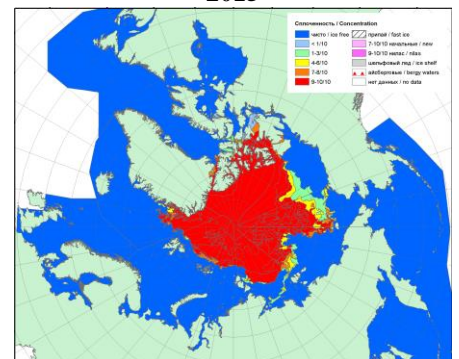 2023
Сплоченность / Concentration
чисто / ice free
< 1/10
1-3/10
4-6/10
7-8/10
9-10/10
припай / fast ice
7-10/10 начальные / new
9-10/10 нилас / nilas
шельфовый лед / ice shelf
айсберговые / bergy waters
нет данных / no data